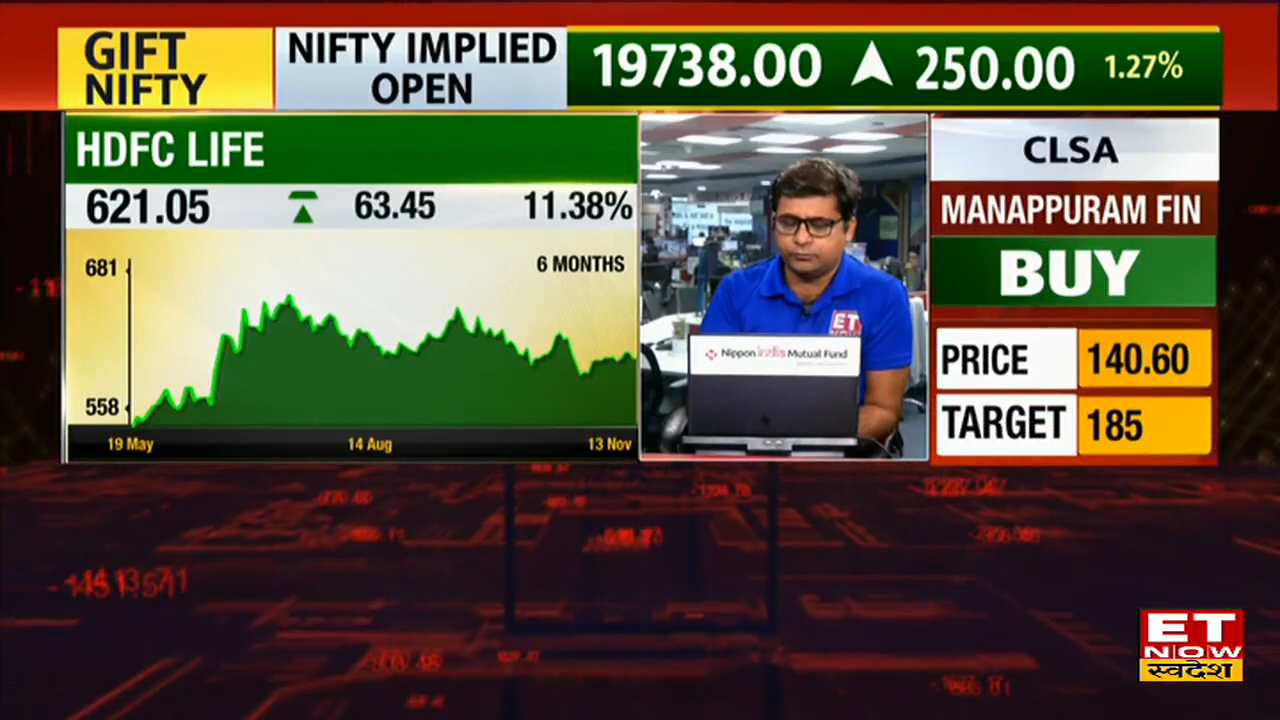 GIFT
NIFTY
NIFTY IMPLIED
OPEN
19738.00 250.00 1.27%
HDFC LIFE
621.05 63.45 11.38%
6 MONTHS
681
558
19 May 14 Aug 13 Nov
ET
Nippon india Mutual Fund
CLSA
MANAPPURAM FIN
BUY
PRICE 140.60
TARGET 185
ET
NOW
स्वदेश